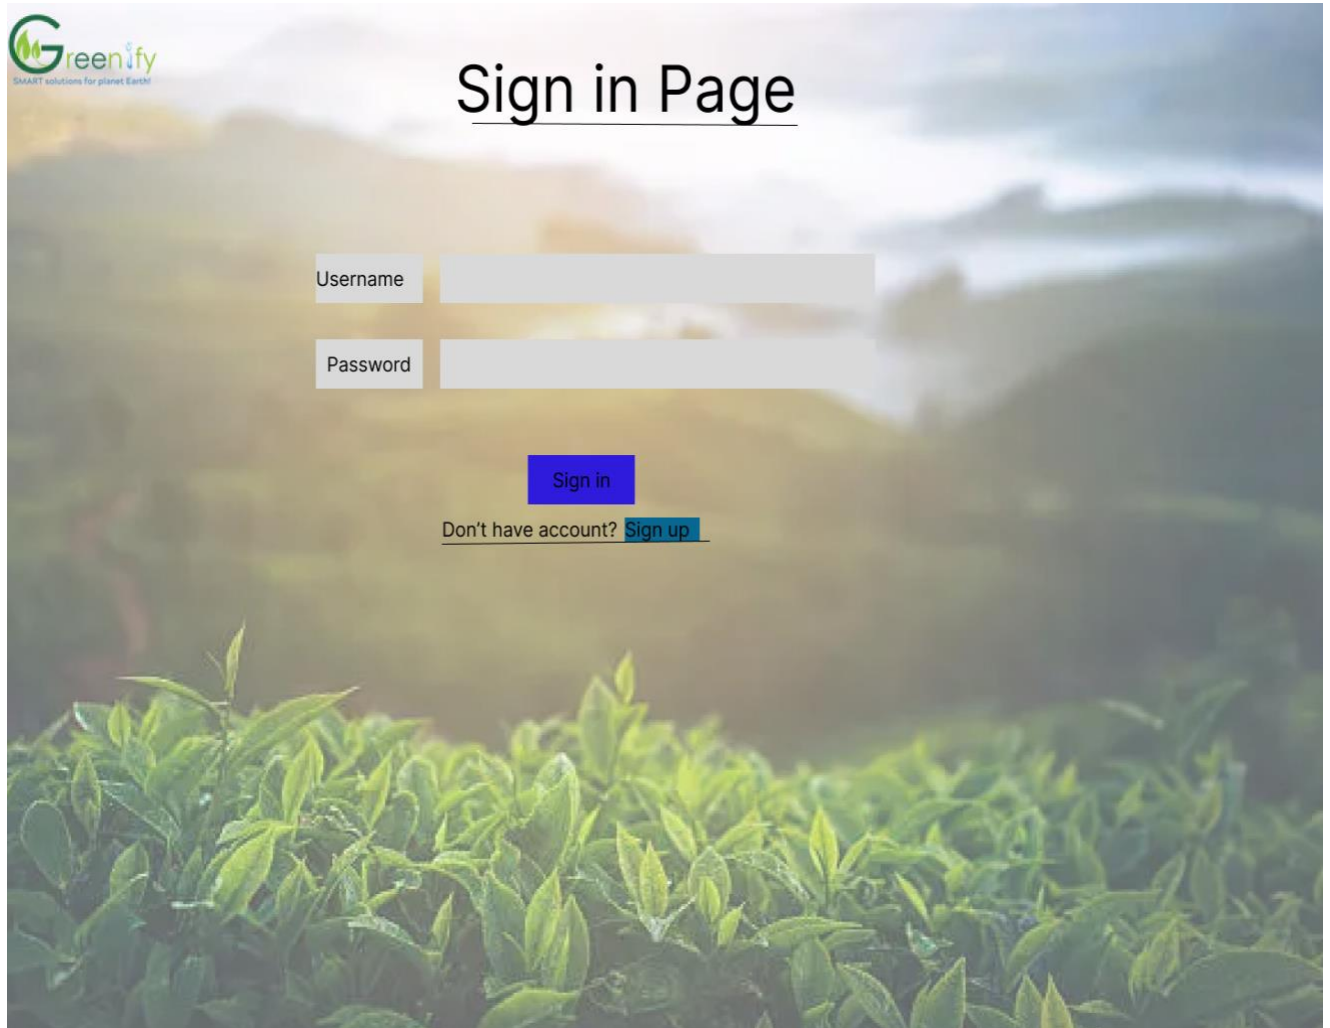 Greenify
SMART solutions for planet Earth!
Sign in Page
Username
Password
Sign in
Don’t have account? Sign up